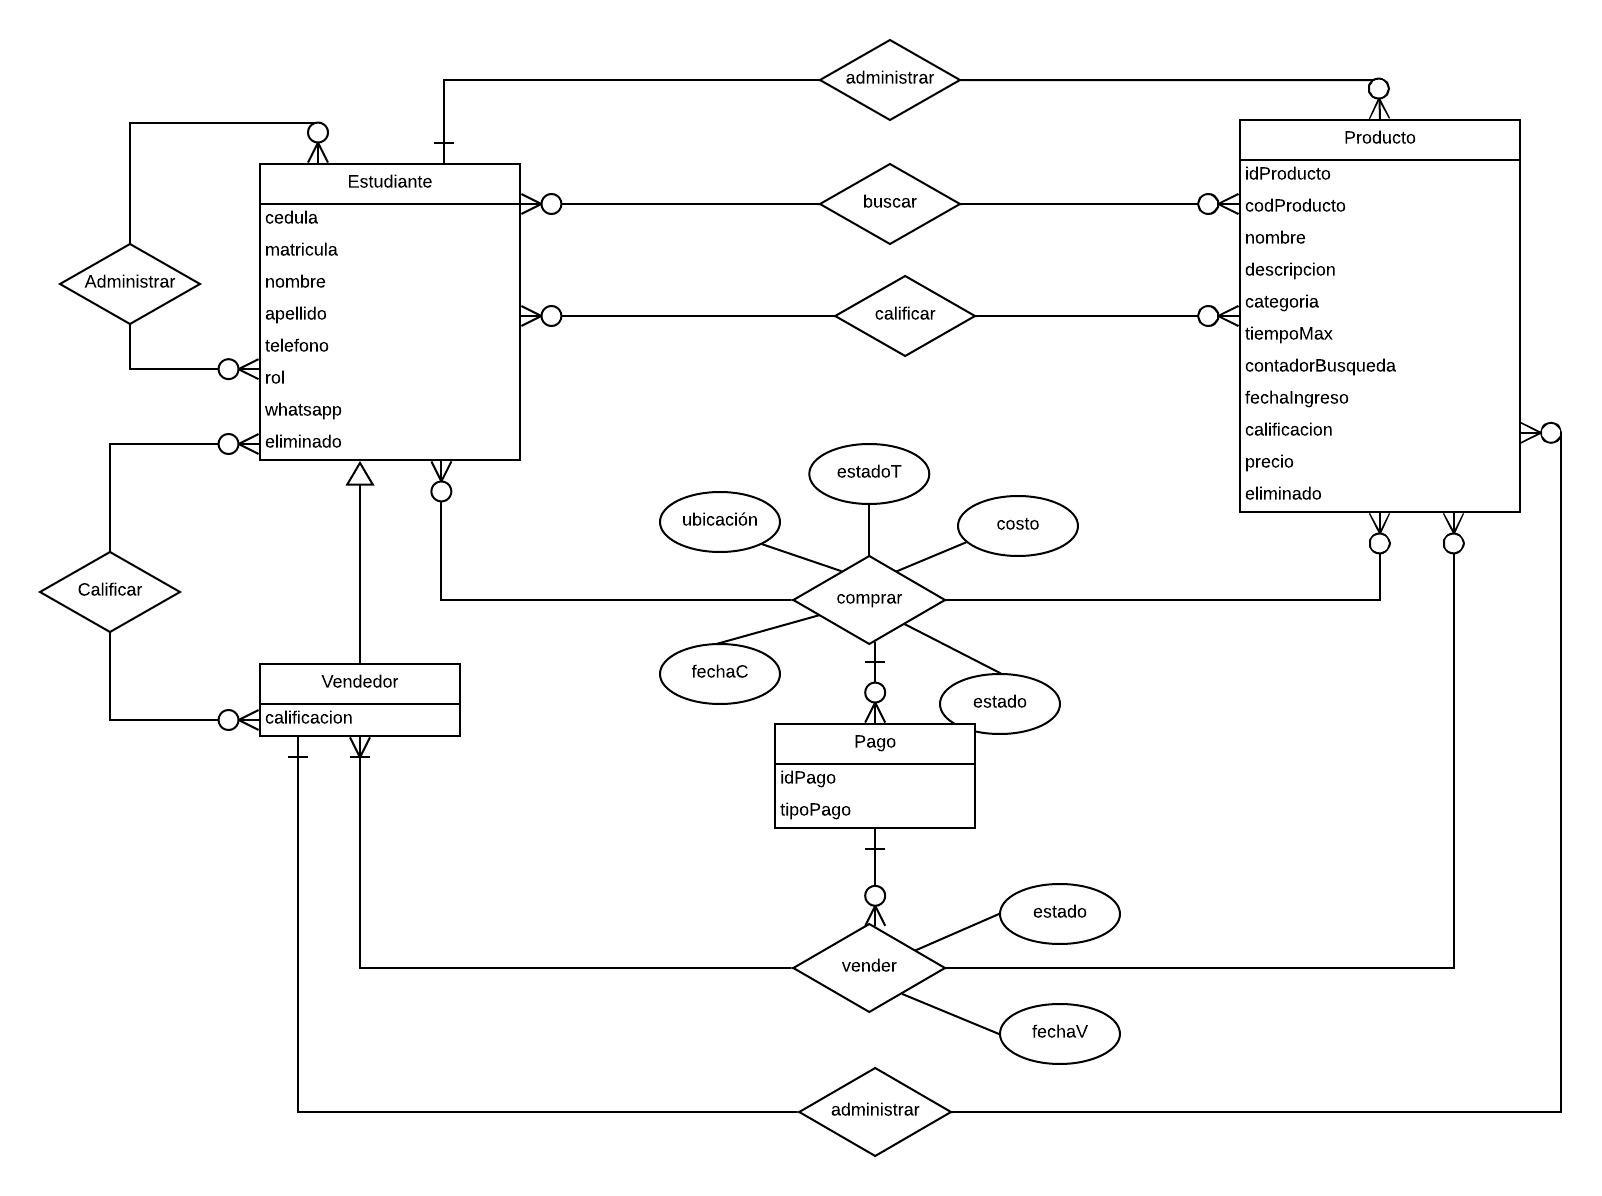 administrar
Producto
idProducto
codProducto
nombre
descripcion
categoria
tiempoMax
contadorBusqueda
fechaIngreso
calificacion
precio
eliminado
buscar
calificar
Estudiante
cedula
matricula
nombre
apellido
telefono
rol
whatsapp
eliminado
Administrar
Calificar
Vendedor
calificacion
estadoT
ubicación
costo
comprar
fechaC
estado
Pago
idPago
tipoPago
estado
vender
fechaV
administrar